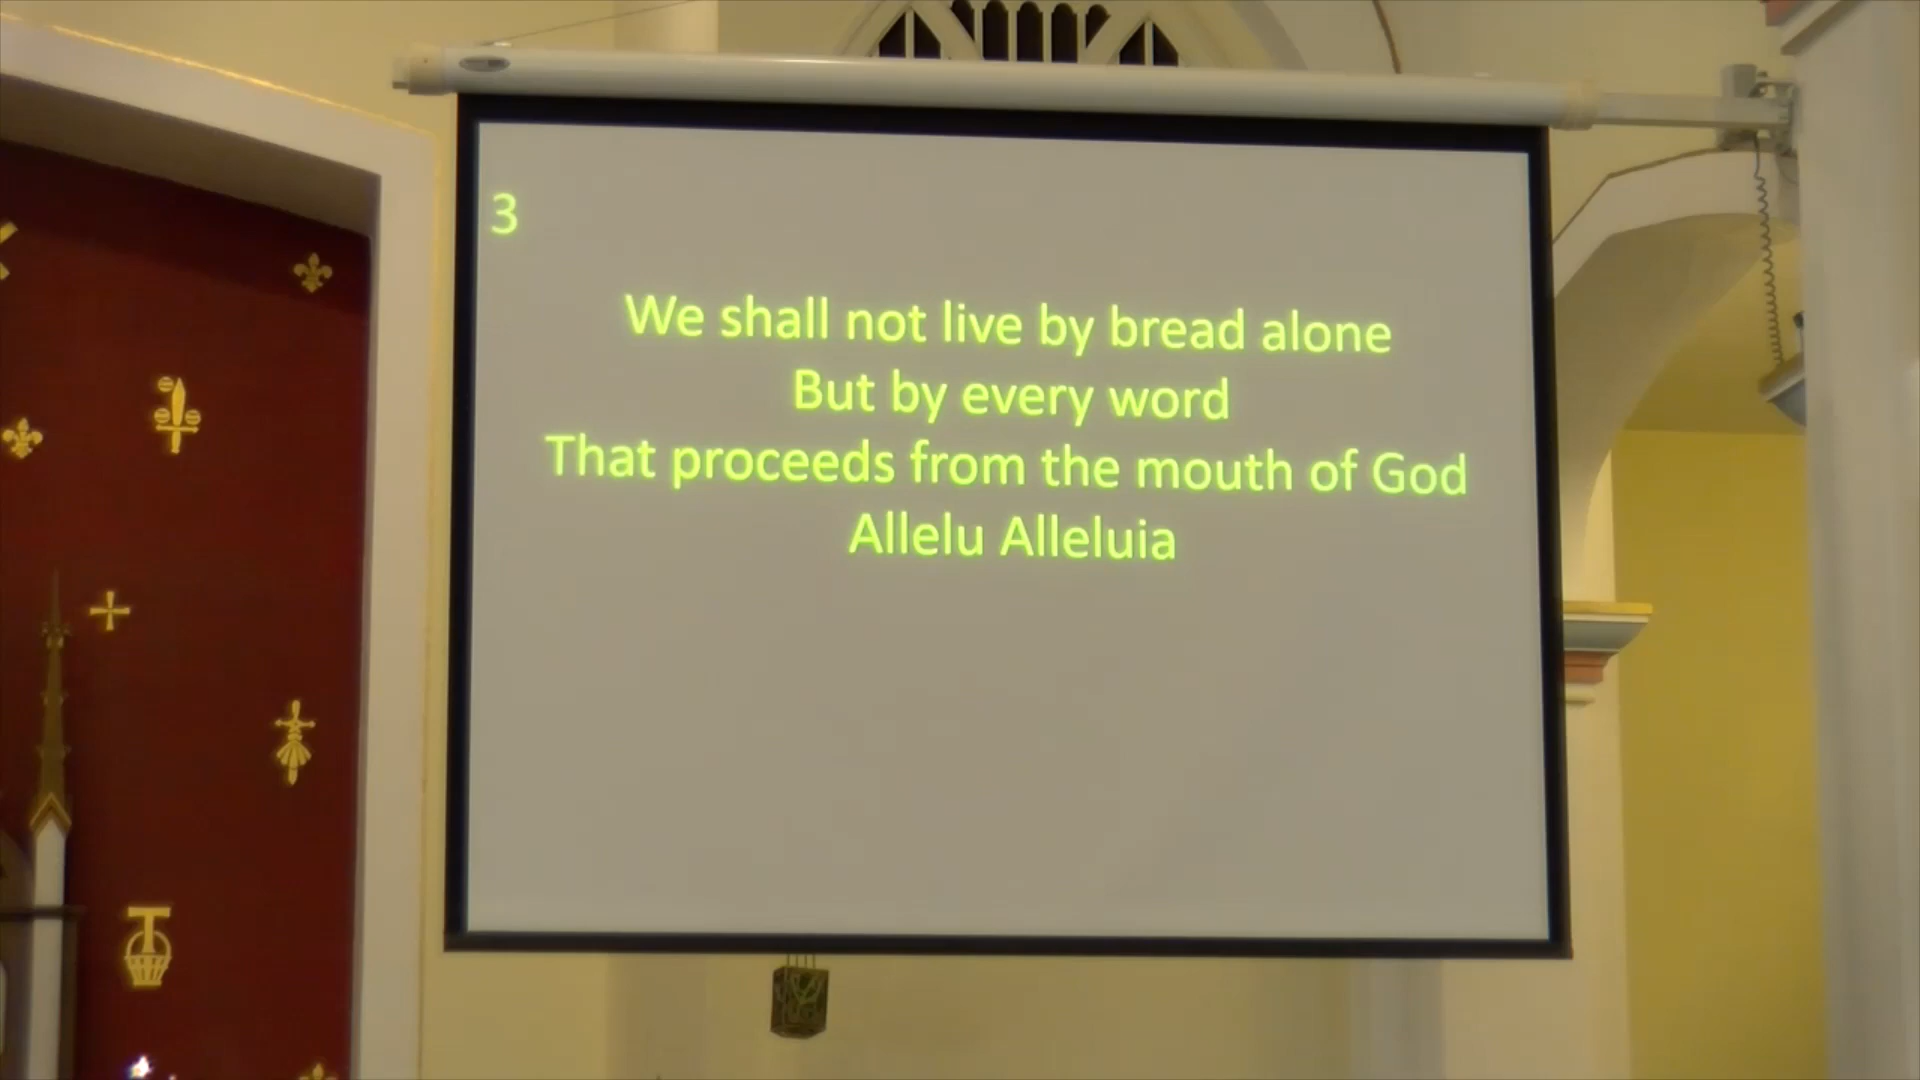 3
We shall not live by bread alone
But by every word
That proceeds from the mouth of God
Allelu Alleluia